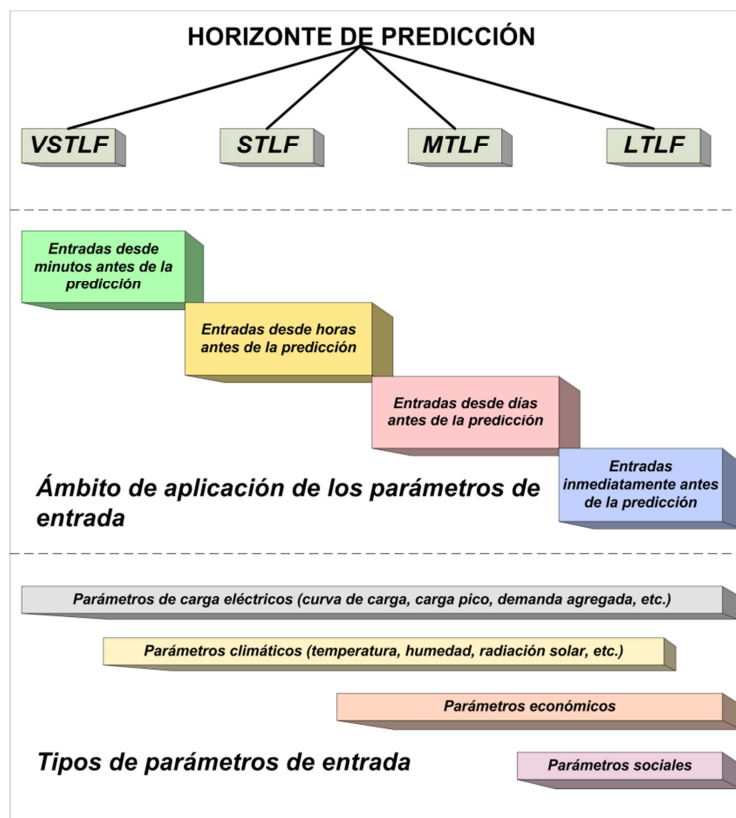 HORIZONTE DE PREDICCIÓN
VSTLF
STLF
MTLF
LTLF
Entradas desde
minutos antes de la
predicción
Entradas desde horas
antes de la predicción
Entradas desde días
antes de la predicción
Entradas
inmediatamente antes
de la predicción
Ámbito de aplicación de los parámetros de
entrada
Parámetros de carga eléctricos (curva de carga, carga pico, demanda agregada, etc.)
Parámetros climáticos (temperatura, humedad, radiación solar, etc.)
Parámetros económicos
Tipos de parámetros de entrada
Parámetros sociales